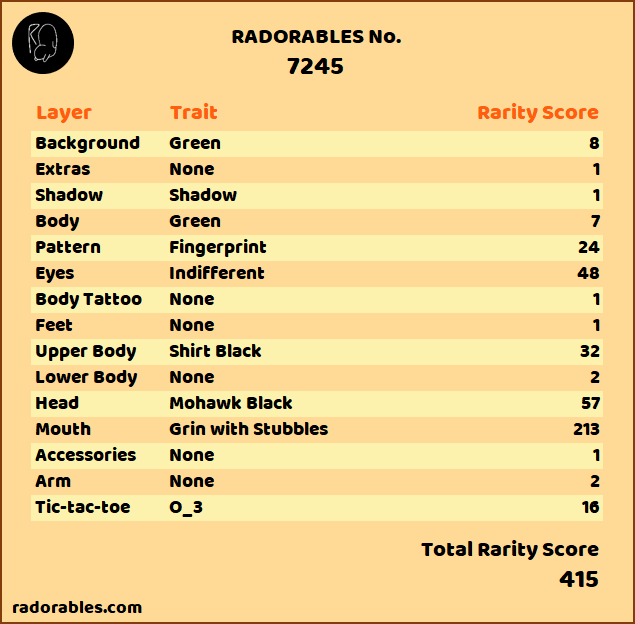 RADORABLES No.
7245
Layer Trait Rarity Score
Background Green 8
Extras None 1
Shadow Shadow 1
Body Green 7
Pattern Fingerprint 24
Eyes Indifferent 48
Body Tattoo None 1
Feet None 1
Upper Body Shirt Black 32
Lower Body None 2
Head Mohawk Black 57
Mouth Grin with Stubbles 213
Accessories None 1
Arm None 2
Tic-tac-toe O_3 16
Total Rarity Score
415
radorables.com